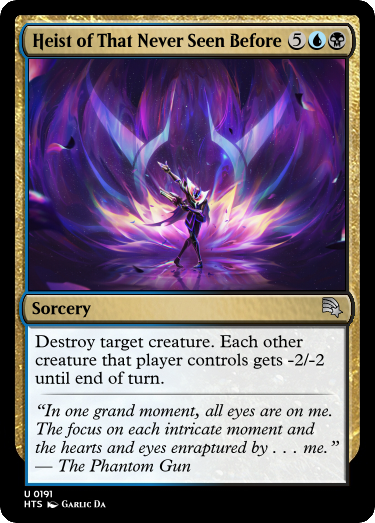 Heist of That Never Seen Before 5
Sorcery
Destroy target creature. Each other
creature that player controls gets -2/-2
until end of turn.
“In one grand moment, all eyes are on me.
The focus on each intricate moment and
the hearts and eyes enraptured by . . . me.”
— The Phantom Gun
U 0191
HTS Garlic Da